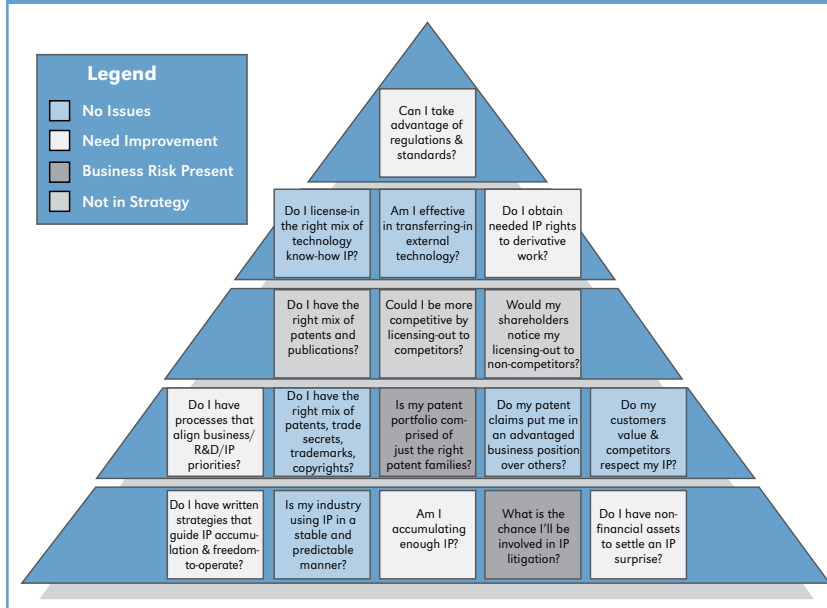 Legend
No Issues
Need Improvement
Business Risk Present
Not in Strategy
Can I take
advantage of
regulations &
standards?
Do I license-in
the right mix of
technology
know-how IP?
Am I effective
in transferring-in
external
technology?
Do I obtain
needed IP rights
to derivative
work?
Do I have the
right mix of
patents and
publications?
Could I be more
competitive by
licensing-out to
competitors?
Would my
shareholders
notice my
licensing-out to
non-competitors?
Do I have
processes that
align business/
R&D/IP
priorities?
Do I have the
right mix of
patents, trade
secrets,
trademarks,
copyrights?
Is my patent
portfolio com-
prised of
just the right
patent families?
Do my patent
claims put me in
an advantaged
business position
over others?
Do my
customers
value &
competitors
respect my IP?
Do I have written
strategies that
guide IP accumu-
lation & freedom-
to-operate?
Is my industry
using IP in a
stable and
predictable
manner?
Am I
accumulating
enough IP?
What is the
chance I’ll be
involved in IP
litigation?
Do I have non-
financial assets
to settle an IP
surprise?